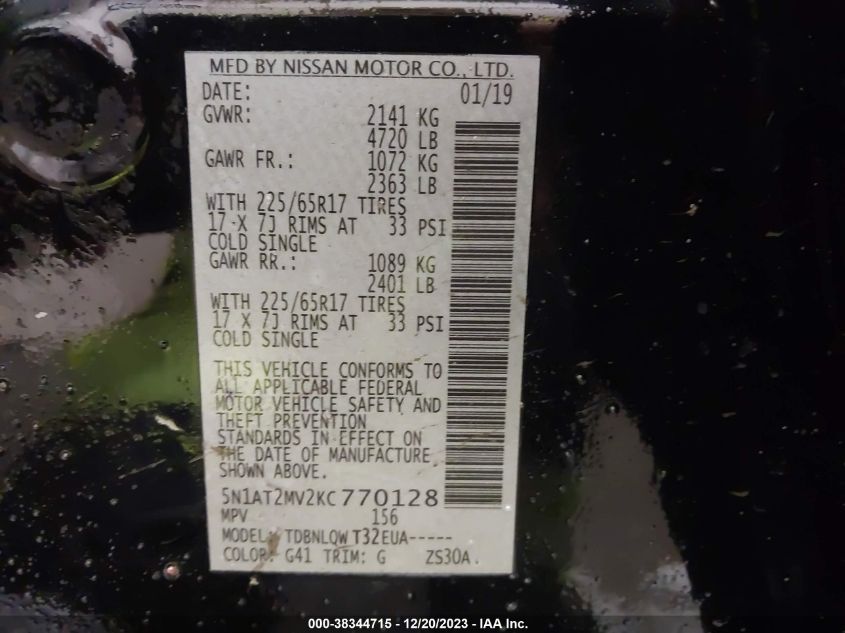 MFD BY NISSAN MOTOR CO., LTD.
DATE: 01/19
GVWR: 2141 KG
4720 LB
GAWR FR.: 1072 KG
2363 LB
WITH 225/65R17 TIRES
17 X 7J RIMS AT 33 PSI
COLD SINGLE
GAWR RR.: 1089 KG
2401 LB
WITH 225/65R17 TIRES
17 X 7J RIMS AT 33 PSI
COLD SINGLE
THIS VEHICLE CONFORMS TO
ALL APPLICABLE FEDERAL
MOTOR VEHICLE SAFETY AND
THEFT PREVENTION
STANDARDS IN EFFECT ON
THE DATE OF MANUFACTURE
SHOWN ABOVE.
5N1AT2MV2KC770128
MPV 156
MODEL: TDBNLQW T32EUA-----
COLOR: G41 TRIM: G ZS30A.
000-38344715 - 12/20/2023 - IAA Inc.